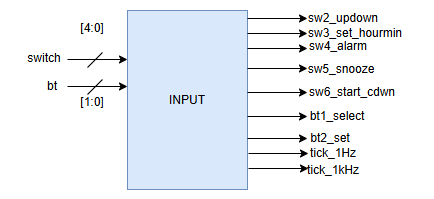 [4:0]
switch
bt
[1:0]
INPUT
sw2_updown
sw3_set_hourmin
sw4_alarm
sw5_snooze
sw6_start_cdwn
bt1_select
bt2_set
tick_1Hz
tick_1kHz